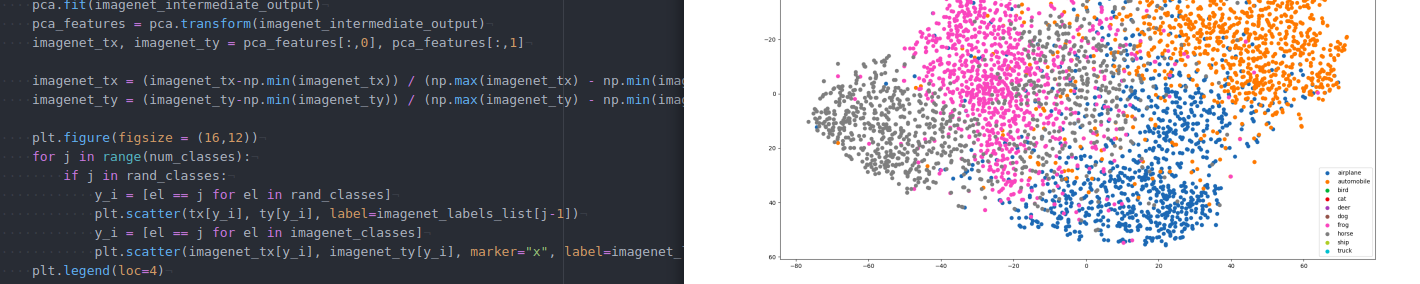 pca.fit(imagenet_intermediate_output)
pca_features = pca.transform(imagenet_intermediate_output)
imagenet_tx, imagenet_ty = pca_features[:,0], pca_features[:,1]
imagenet_tx = (imagenet_tx-np.min(imagenet_tx)) / (np.max(imagenet_tx) - np.min(imag
imagenet_ty = (imagenet_ty-np.min(imagenet_ty)) / (np.max(imagenet_ty) - np.min(imag
plt.figure(figsize = (16,12))
for j in range(num_classes):
if j in rand_classes:
y_i = [el == j for el in rand_classes]
plt.scatter(tx[y_i], ty[y_i], label=imagenet_labels_list[j-1])
y_i = [el == j for el in imagenet_classes]
plt.scatter(imagenet_tx[y_i], imagenet_ty[y_i], marker="x", label=imagenet_
plt.legend(loc=4)
−20
0
20
40
60
−80
−60
−40
−20
0
20
40
60
airplane
automobile
bird
cat
deer
dog
frog
horse
ship
truck